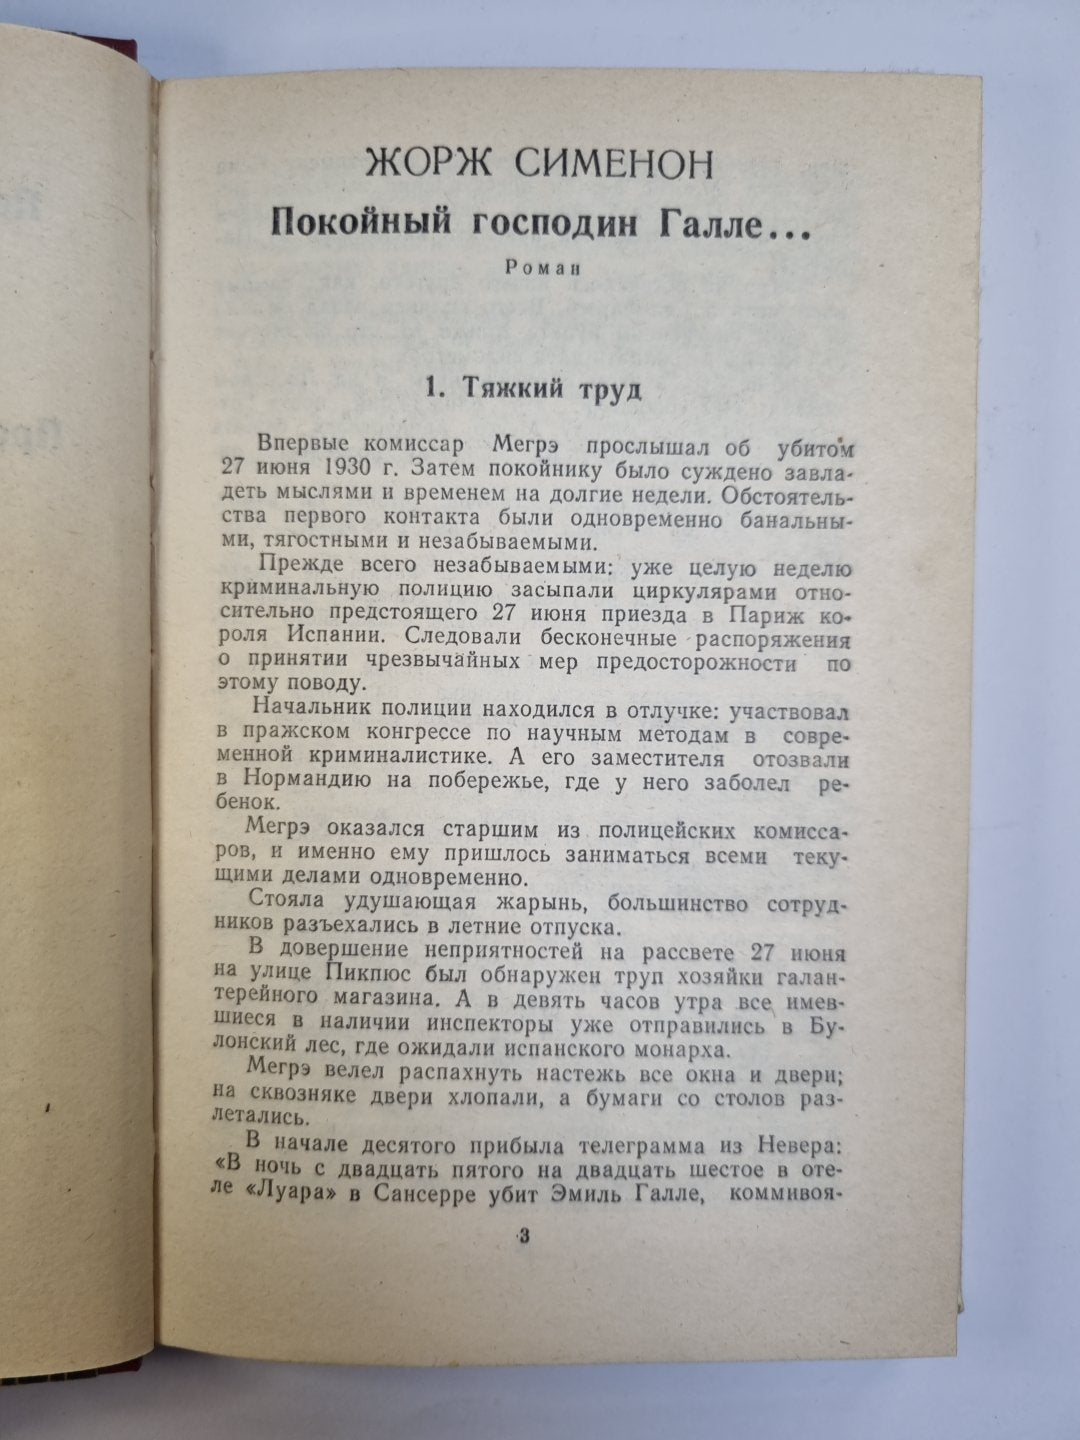 ЖОРЖ СИМЕНОН
Покойный господин Галле...
Роман
1. Тяжкий труд
Впервые комиссар Мегрэ прослышал об убитом
27 июня 1930 г. Затем покойнику было суждено завла-
деть мыслями и временем на долгие недели. Обстоятель-
ства первого контакта были одновременно банальны-
ми, тягостными и незабываемыми.
Прежде всего незабываемыми: уже целую неделю
криминальную полицию засыпали циркулярами отно-
сительно предстоящего 27 июня приезда в Париж ко-
роля Испании. Следовали бесконечные распоряжения
о принятии чрезвычайных мер предосторожности по
этому поводу.
Начальник полиции находился в отлучке: участвовал
в пражском конгрессе по научным методам в совре-
менной криминалистике. А его заместителя отозвали
в Нормандию на побережье, где у него заболел ре-
бенок.
Мегрэ оказался старшим из полицейских комисса-
ров, и именно ему пришлось заниматься всеми теку-
щими делами одновременно.
Стояла удушающая жарынь, большинство сотруд-
ников разъехались в летние отпуска.
В довершение неприятностей на рассвете 27 июня
на улице Пикпюс был обнаружен труп хозяйки галан-
терейного магазина. А в девять часов утра все имев-
шиеся в наличии инспекторы уже отправились в Бу-
лонский лес, где ожидали испанского монарха.
Мегрэ велел распахнуть настежь все окна и двери;
на сквозняке двери хлопали, а бумаги со столов раз-
летались.
В начале десятого прибыла телеграмма из Невера:
«В ночь с двадцать пятого на двадцать шестое в оте-
ле «Луара» в Сансерре убит Эмиль Галле, коммивоя-
3